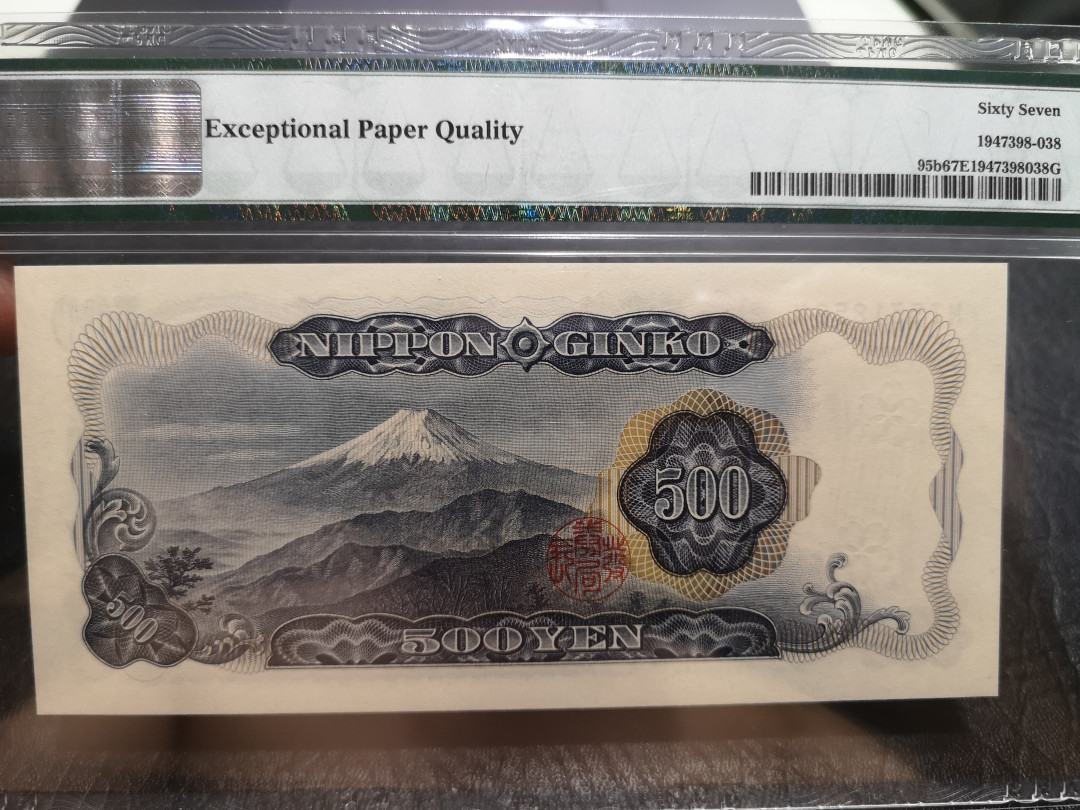 Exceptional Paper Quality
Sixty Seven
1947398-038
95b67E1947398038G
NIPPON GINKO
500
500
500 YEN